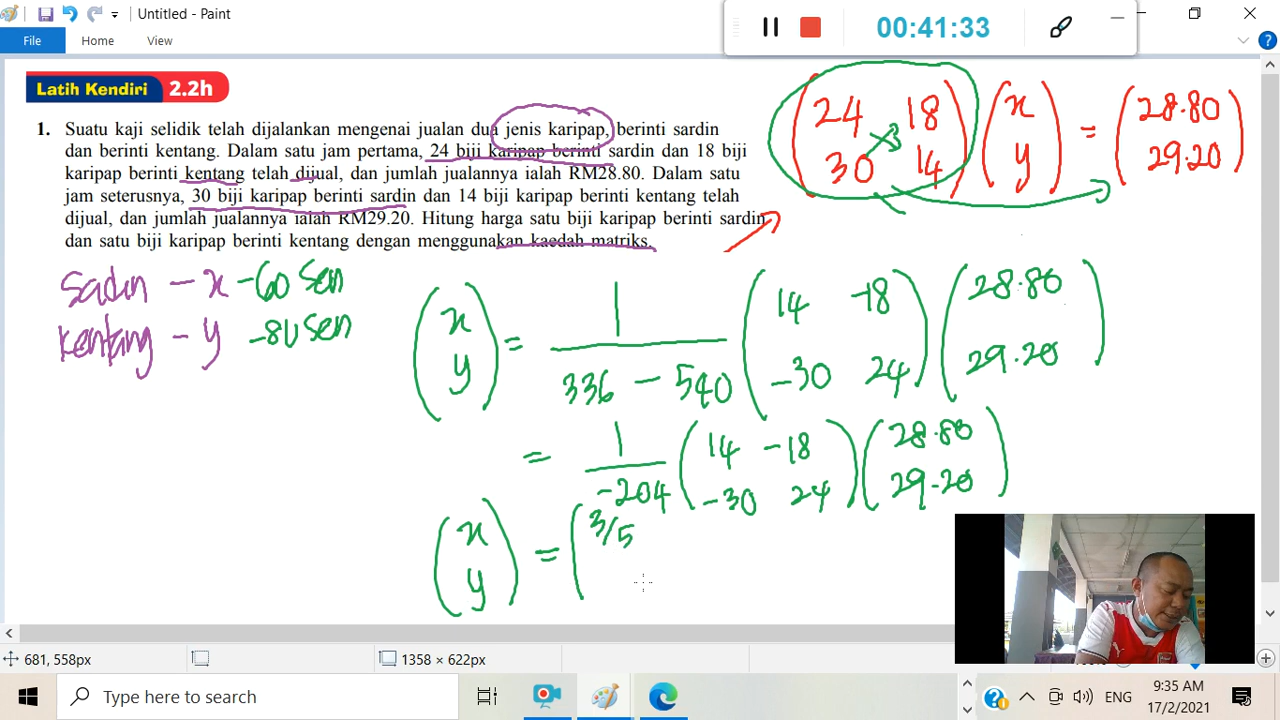 Untitled - Paint
00:41:33
File Home View
Latih Kendiri 2.2h
1. Suatu kaji selidik telah dijalankan mengenai jualan dua jenis karipap, berinti sardin
dan berinti kentang. Dalam satu jam pertama, 24 biji karipap berinti sardin dan 18 biji
karipap berinti kentang telah dijual, dan jumlah jualannya ialah RM28.80. Dalam satu
jam seterusnya, 30 biji karipap berinti sardin dan 14 biji karipap berinti kentang telah
dijual, dan jumlah jualannya ialah RM29.20. Hitung harga satu biji karipap berinti sardin
dan satu biji karipap berinti kentang dengan menggunakan kaedah matriks.
(24 18) (x) = (28.80)
(30 14) (y) (29.20)
Sadin - x - 60 Sen
kentang - y - 80 Sen
(x) = 1 (14 -18) (28.80)
(y) 336 - 540 (-30 24) (29.20)
= 1 (14 -18) (28.80)
-204 (-30 24) (29.20)
(x) = (3/5
(y)
681, 558px
1358 × 622px
Type here to search
ENG
9:35 AM
17/2/2021